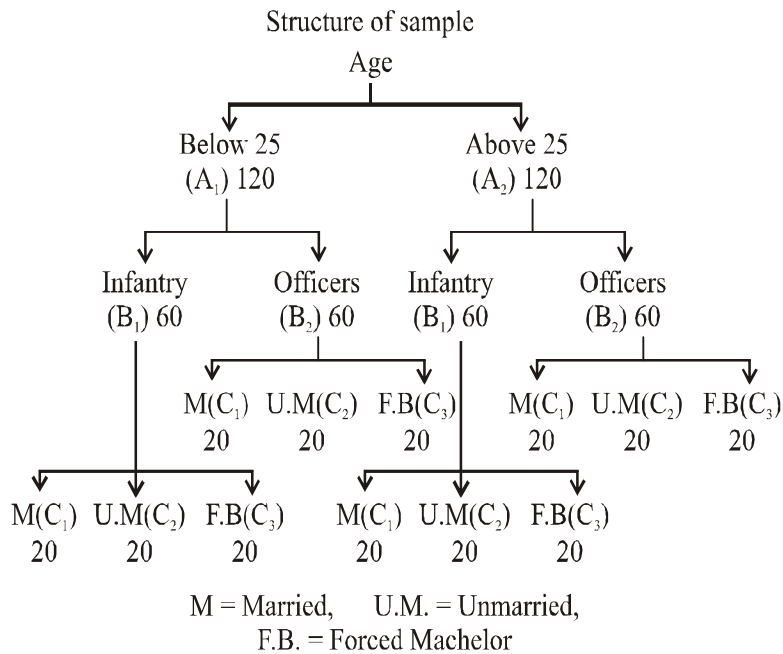 Structure of sample
Age
Below 25
(A₁) 120
Above 25
(A₂) 120
Infantry
(B₁) 60
Officers
(B₂) 60
Infantry
(B₁) 60
Officers
(B₂) 60
M(C₁) U.M(C₂) F.B(C₃)
20 20 20
M(C₁) U.M(C₂) F.B(C₃)
20 20 20
M(C₁) U.M(C₂) F.B(C₃)
20 20 20
M(C₁) U.M(C₂) F.B(C₃)
20 20 20
M = Married, U.M. = Unmarried,
F.B. = Forced Machelor